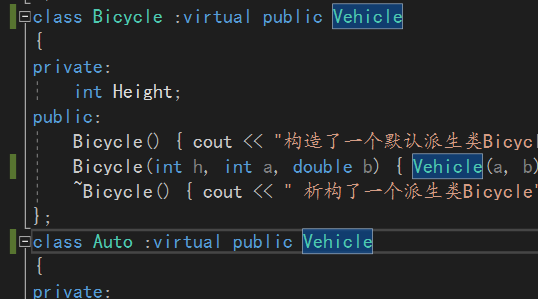 class Bicycle :virtual public Vehicle
{
private:
int Height;
public:
Bicycle() { cout << "构造了一个默认派生类Bicycl
Bicycle(int h, int a, double b) { Vehicle(a, b)
~Bicycle() { cout << " 析构了一个派生类Bicycle"
};
class Auto :virtual public Vehicle
{
private: